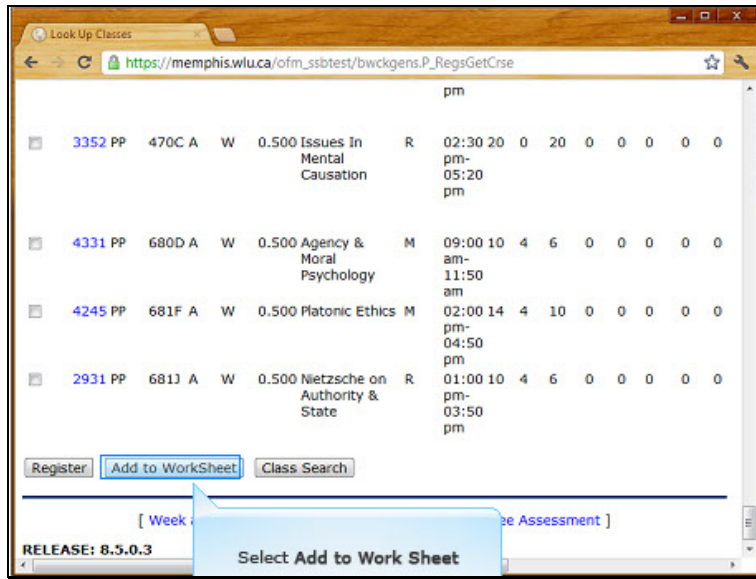 Look Up Classes
https://memphis.wlu.ca/ofm_ssbtest/bwckgens.P_RegsGetCrse
pm
3352 PP 470C A W 0.500 Issues In R 02:30 20 0 20 0 0 0 0 0
Mental pm-
Causation 05:20
pm
4331 PP 680D A W 0.500 Agency & M 09:00 10 4 6 0 0 0 0 0
Moral am-
Psychology 11:50
am
4245 PP 681F A W 0.500 Platonic Ethics M 02:00 14 4 10 0 0 0 0 0
pm-
04:50
pm
2931 PP 681J A W 0.500 Nietzsche on R 01:00 10 4 6 0 0 0 0 0
Authority & pm-
State 03:50
pm
Register Add to WorkSheet Class Search
[ Week Assessment ]
RELEASE: 8.5.0.3
Select Add to Work Sheet